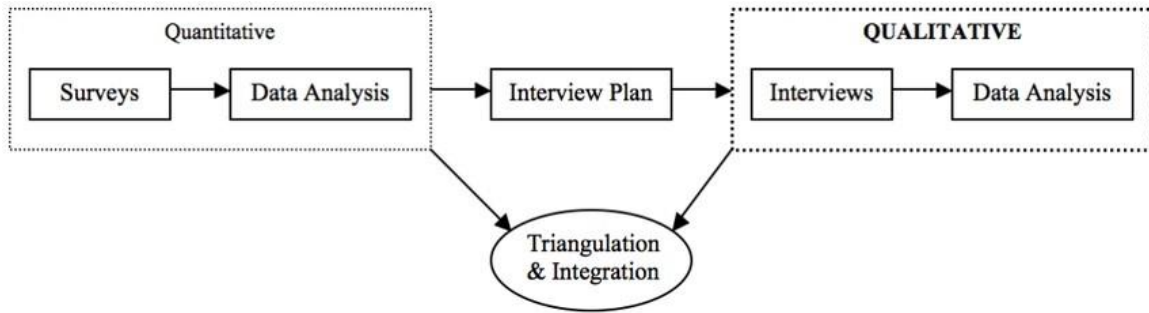 Quantitative
QUALITATIVE
Surveys
Data Analysis
Interview Plan
Interviews
Data Analysis
Triangulation
& Integration